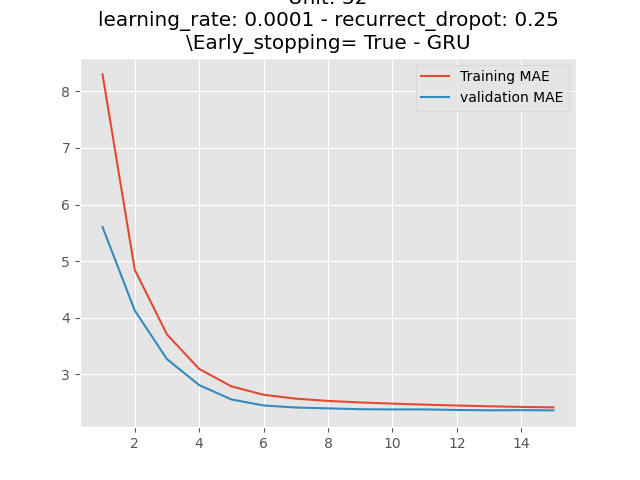 Unit: 32
learning_rate: 0.0001 - recurrect_dropot: 0.25
\Early_stopping= True - GRU
Training MAE
validation MAE
8
7
6
5
4
3
2
4
6
8
10
12
14